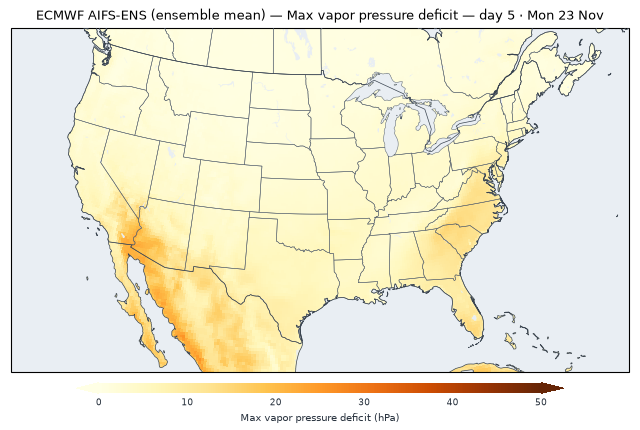 ECMWF AIFS-ENS (ensemble mean) — Max vapor pressure deficit — day 5 · Mon 23 Nov
0 10 20 30 40 50
Max vapor pressure deficit (hPa)